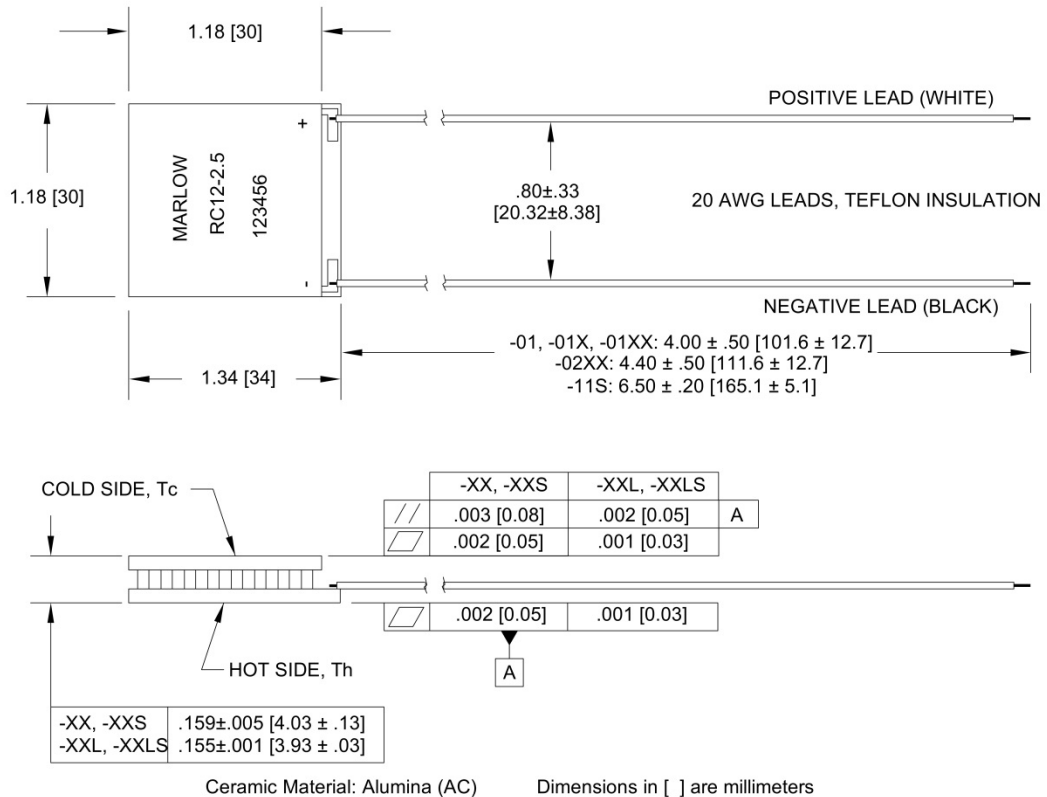 1.18 [30]
POSITIVE LEAD (WHITE)
+
1.18 [30]
MARLOW
RC12-2.5
123456
.80±.33
[20.32±8.38]
20 AWG LEADS, TEFLON INSULATION
-
NEGATIVE LEAD (BLACK)
-01, -01X, -01XX: 4.00 ± .50 [101.6 ± 12.7]
-02XX: 4.40 ± .50 [111.6 ± 12.7]
-11S: 6.50 ± .20 [165.1 ± 5.1]
1.34 [34]
COLD SIDE, Tc
-XX, -XXS -XXL, -XXLS
// .003 [0.08] .002 [0.05] A
.002 [0.05] .001 [0.03]
.002 [0.05] .001 [0.03]
A
HOT SIDE, Th
-XX, -XXS .159±.005 [4.03 ± .13]
-XXL, -XXLS .155±.001 [3.93 ± .03]
Ceramic Material: Alumina (AC) Dimensions in [ ] are millimeters